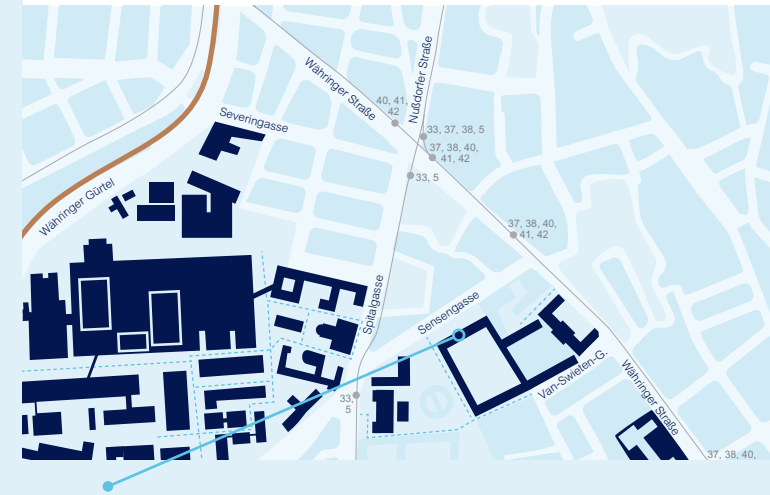 Nußdorfer Straße
Währinger Straße
40, 41,
42
Severingasse
33, 37, 38, 5
37, 38, 40,
41, 42
33, 5
Währinger Gürtel
37, 38, 40,
41, 42
Spitalgasse
Sensengasse
Van-Swieten-G.
Währinger Straße
33,
5
37, 38, 40,